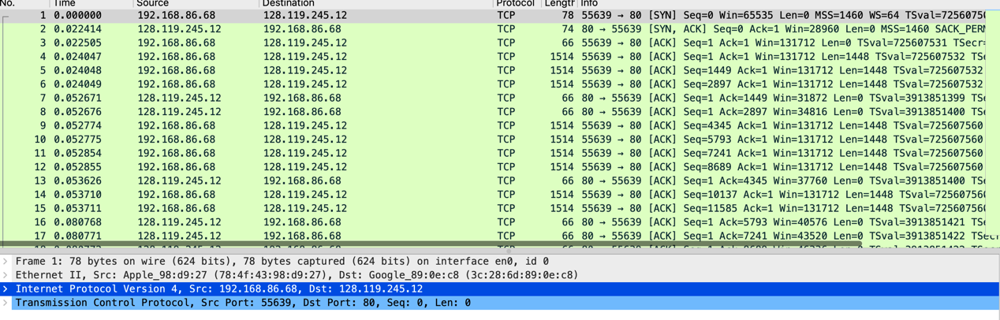 No. Time Source Destination Protocol Length Info
1 0.000000 192.168.86.68 128.119.245.12 TCP 78 55639 → 80 [SYN] Seq=0 Win=65535 Len=0 MSS=1460 WS=64 TSval=72560750
2 0.022414 128.119.245.12 192.168.86.68 TCP 74 80 → 55639 [SYN, ACK] Seq=0 Ack=1 Win=28960 Len=0 MSS=1460 SACK_PERM
3 0.022505 192.168.86.68 128.119.245.12 TCP 66 55639 → 80 [ACK] Seq=1 Ack=1 Win=131712 Len=0 TSval=725607531 TSecr=
4 0.024047 192.168.86.68 128.119.245.12 TCP 1514 55639 → 80 [ACK] Seq=1 Ack=1 Win=131712 Len=1448 TSval=725607532 TSe
5 0.024048 192.168.86.68 128.119.245.12 TCP 1514 55639 → 80 [ACK] Seq=1449 Ack=1 Win=131712 Len=1448 TSval=725607532
6 0.024049 192.168.86.68 128.119.245.12 TCP 1514 55639 → 80 [ACK] Seq=2897 Ack=1 Win=131712 Len=1448 TSval=725607532
7 0.052671 128.119.245.12 192.168.86.68 TCP 66 80 → 55639 [ACK] Seq=1 Ack=1449 Win=31872 Len=0 TSval=3913851399 TSe
8 0.052676 128.119.245.12 192.168.86.68 TCP 66 80 → 55639 [ACK] Seq=1 Ack=2897 Win=34816 Len=0 TSval=3913851400 TSe
9 0.052774 192.168.86.68 128.119.245.12 TCP 1514 55639 → 80 [ACK] Seq=4345 Ack=1 Win=131712 Len=1448 TSval=725607560
10 0.052775 192.168.86.68 128.119.245.12 TCP 1514 55639 → 80 [ACK] Seq=5793 Ack=1 Win=131712 Len=1448 TSval=725607560
11 0.052854 192.168.86.68 128.119.245.12 TCP 1514 55639 → 80 [ACK] Seq=7241 Ack=1 Win=131712 Len=1448 TSval=725607560
12 0.052855 192.168.86.68 128.119.245.12 TCP 1514 55639 → 80 [ACK] Seq=8689 Ack=1 Win=131712 Len=1448 TSval=725607560
13 0.053626 128.119.245.12 192.168.86.68 TCP 66 80 → 55639 [ACK] Seq=1 Ack=4345 Win=37760 Len=0 TSval=3913851400 TSe
14 0.053710 192.168.86.68 128.119.245.12 TCP 1514 55639 → 80 [ACK] Seq=10137 Ack=1 Win=131712 Len=1448 TSval=725607560
15 0.053711 192.168.86.68 128.119.245.12 TCP 1514 55639 → 80 [ACK] Seq=11585 Ack=1 Win=131712 Len=1448 TSval=725607560
16 0.080768 128.119.245.12 192.168.86.68 TCP 66 80 → 55639 [ACK] Seq=1 Ack=5793 Win=40576 Len=0 TSval=3913851421 TSe
17 0.080771 128.119.245.12 192.168.86.68 TCP 66 80 → 55639 [ACK] Seq=1 Ack=7241 Win=43520 Len=0 TSval=3913851422 TSecr
Frame 1: 78 bytes on wire (624 bits), 78 bytes captured (624 bits) on interface en0, id 0
Ethernet II, Src: Apple_98:d9:27 (78:4f:43:98:d9:27), Dst: Google_89:0e:c8 (3c:28:6d:89:0e:c8)
Internet Protocol Version 4, Src: 192.168.86.68, Dst: 128.119.245.12
Transmission Control Protocol, Src Port: 55639, Dst Port: 80, Seq: 0, Len: 0